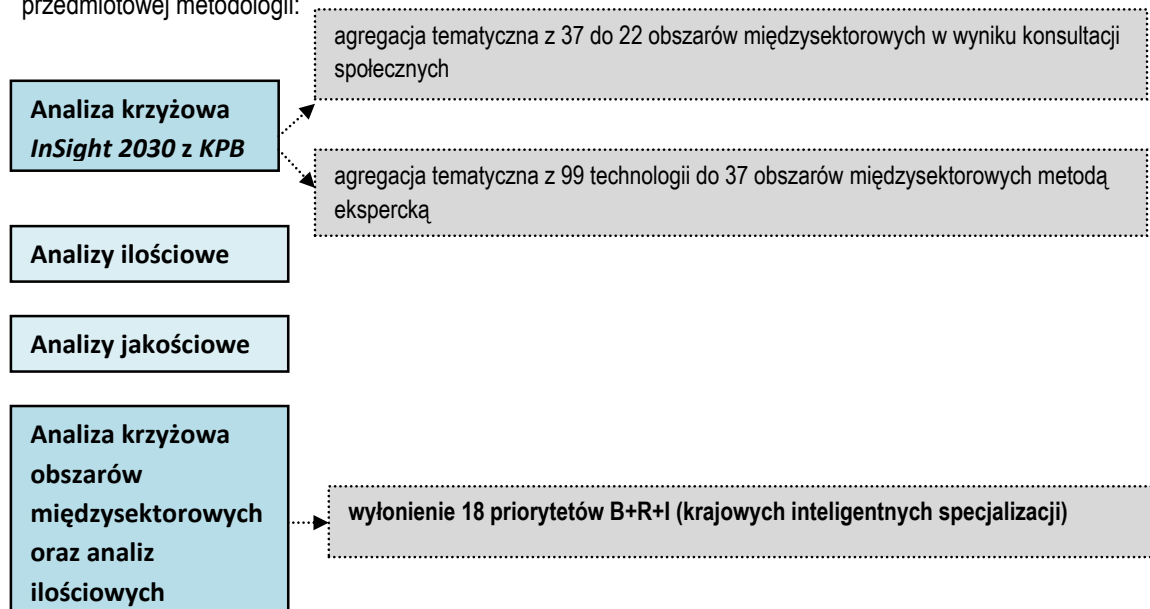 przedmiotowej metodologii:
agregacja tematyczna z 37 do 22 obszarów międzysektorowych w wyniku konsultacji
społecznych
Analiza krzyżowa
InSight 2030 z KPB
agregacja tematyczna z 99 technologii do 37 obszarów międzysektorowych metodą
ekspercką
Analizy ilościowe
Analizy jakościowe
Analiza krzyżowa
obszarów
międzysektorowych
oraz analiz
ilościowych
wyłonienie 18 priorytetów B+R+I (krajowych inteligentnych specjalizacji)